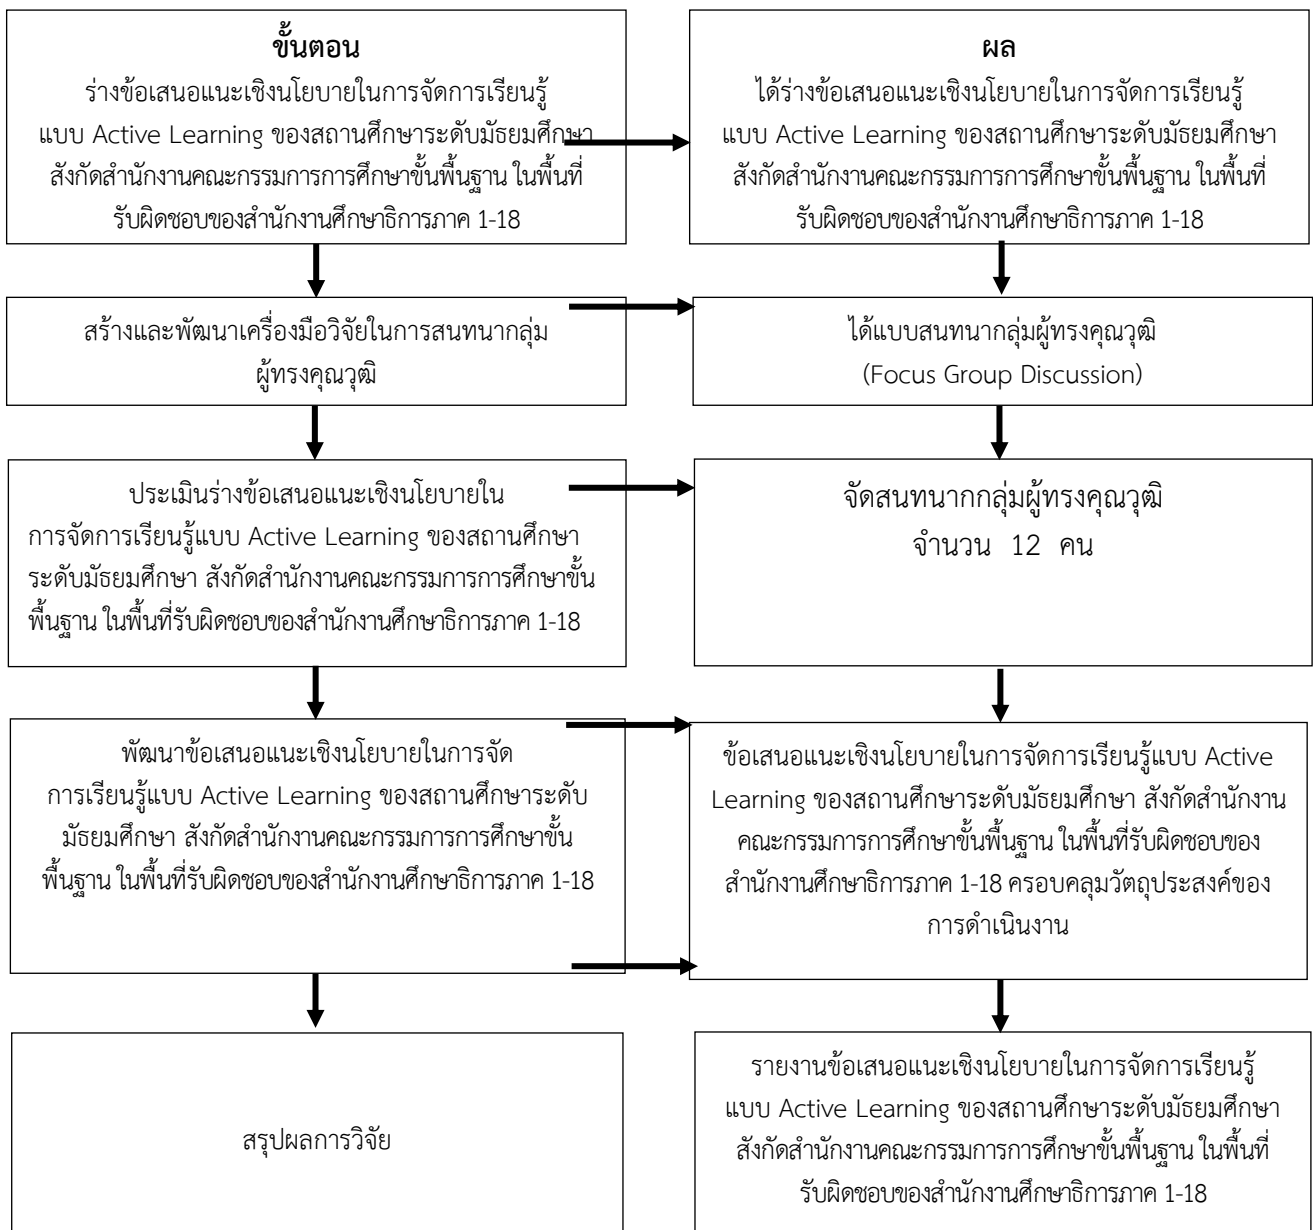 ขั้นตอน
ร่างข้อเสนอแนะเชิงนโยบายในการจัดการเรียนรู้
แบบ Active Learning ของสถานศึกษาระดับมัธยมศึกษา
สังกัดสำนักงานคณะกรรมการการศึกษาขั้นพื้นฐาน ในพื้นที่
รับผิดชอบของสำนักงานศึกษาธิการภาค 1-18
ผล
ได้ร่างข้อเสนอแนะเชิงนโยบายในการจัดการเรียนรู้
แบบ Active Learning ของสถานศึกษาระดับมัธยมศึกษา
สังกัดสำนักงานคณะกรรมการการศึกษาขั้นพื้นฐาน ในพื้นที่
รับผิดชอบของสำนักงานศึกษาธิการภาค 1-18
สร้างและพัฒนาเครื่องมือวิจัยในการสนทนากลุ่ม
ผู้ทรงคุณวุฒิ
ได้แบบสนทนากลุ่มผู้ทรงคุณวุฒิ
(Focus Group Discussion)
ประเมินร่างข้อเสนอแนะเชิงนโยบายใน
การจัดการเรียนรู้แบบ Active Learning ของสถานศึกษา
ระดับมัธยมศึกษา สังกัดสำนักงานคณะกรรมการการศึกษาขั้น
พื้นฐาน ในพื้นที่รับผิดชอบของสำนักงานศึกษาธิการภาค 1-18
จัดสนทนากกลุ่มผู้ทรงคุณวุฒิ
จำนวน 12 คน
พัฒนาข้อเสนอแนะเชิงนโยบายในการจัด
การเรียนรู้แบบ Active Learning ของสถานศึกษาระดับ
มัธยมศึกษา สังกัดสำนักงานคณะกรรมการการศึกษาขั้น
พื้นฐาน ในพื้นที่รับผิดชอบของสำนักงานศึกษาธิการภาค 1-18
ข้อเสนอแนะเชิงนโยบายในการจัดการเรียนรู้แบบ Active
Learning ของสถานศึกษาระดับมัธยมศึกษา สังกัดสำนักงาน
คณะกรรมการการศึกษาขั้นพื้นฐาน ในพื้นที่รับผิดชอบของ
สำนักงานศึกษาธิการภาค 1-18 ครอบคลุมวัตถุประสงค์ของ
การดำเนินงาน
สรุปผลการวิจัย
รายงานข้อเสนอแนะเชิงนโยบายในการจัดการเรียนรู้
แบบ Active Learning ของสถานศึกษาระดับมัธยมศึกษา
สังกัดสำนักงานคณะกรรมการการศึกษาขั้นพื้นฐาน ในพื้นที่
รับผิดชอบของสำนักงานศึกษาธิการภาค 1-18